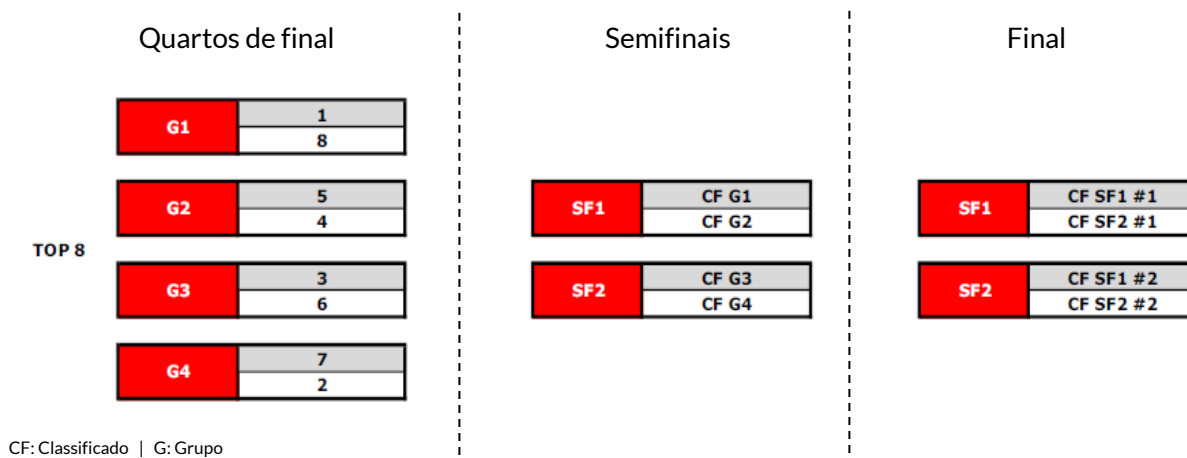 Quartos de final
Semifinais
Final
TOP 8
G1
1
8
G2
5
4
G3
3
6
G4
7
2
SF1
CF G1
CF G2
SF2
CF G3
CF G4
SF1
CF SF1 #1
CF SF2 #1
SF2
CF SF1 #2
CF SF2 #2
CF: Classificado | G: Grupo